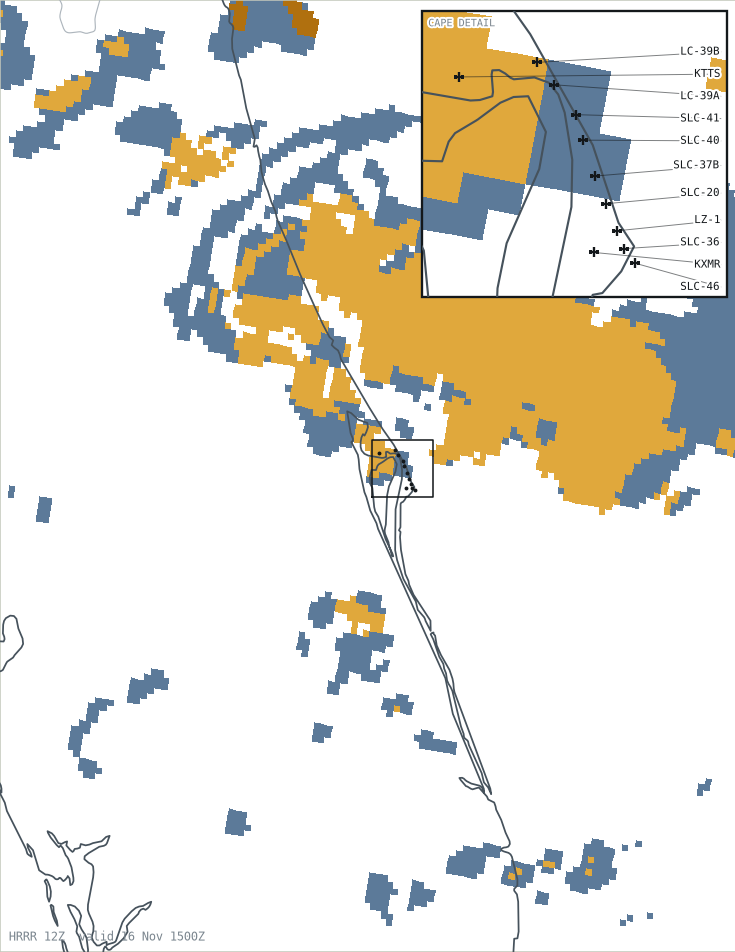 CAPE DETAIL
LC-39B
KTTS
LC-39A
SLC-41
SLC-40
SLC-37B
SLC-20
LZ-1
SLC-36
KXMR
SLC-46
HRRR 12Z  valid 16 Nov 1500Z